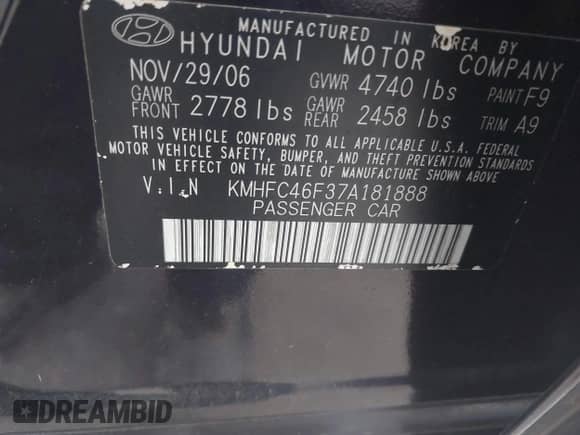 MANUFACTURED IN KOREA BY
HYUNDAI MOTOR COMPANY
NOV/29/06 GVWR 4740 lbs PAINT F9
GAWR FRONT 2778 lbs GAWR REAR 2458 lbs TRIM A9
THIS VEHICLE CONFORMS TO ALL APPLICABLE U.S.A. FEDERAL
MOTOR VEHICLE SAFETY, BUMPER, AND THEFT PREVENTION STANDARDS
IN EFFECT ON THE DATE OF MANUFACTURE SHOWN ABOVE
V.I.N KMHFC46F37A181888
PASSENGER CAR
DREAMBID